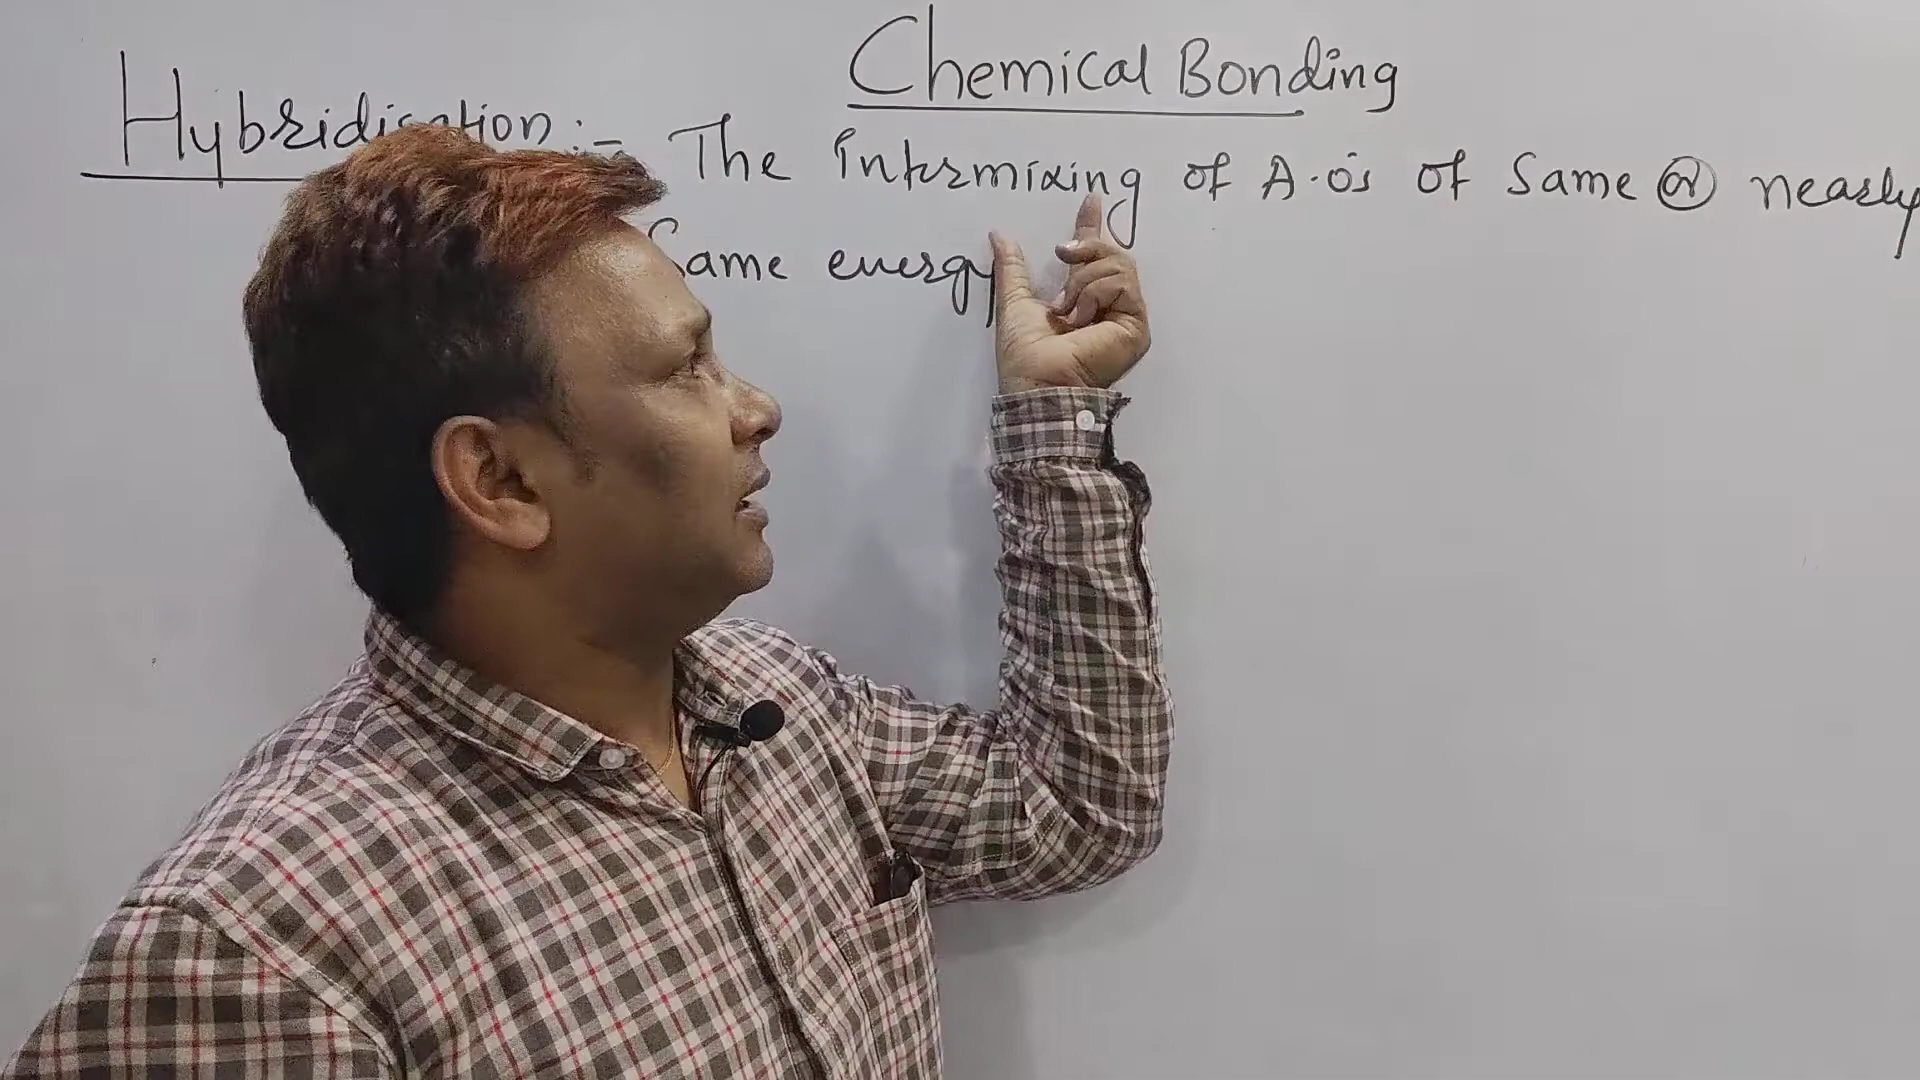 Chemical Bonding
Hybridisation :- The Intermixing of A.O's of Same or nearly
Same energy